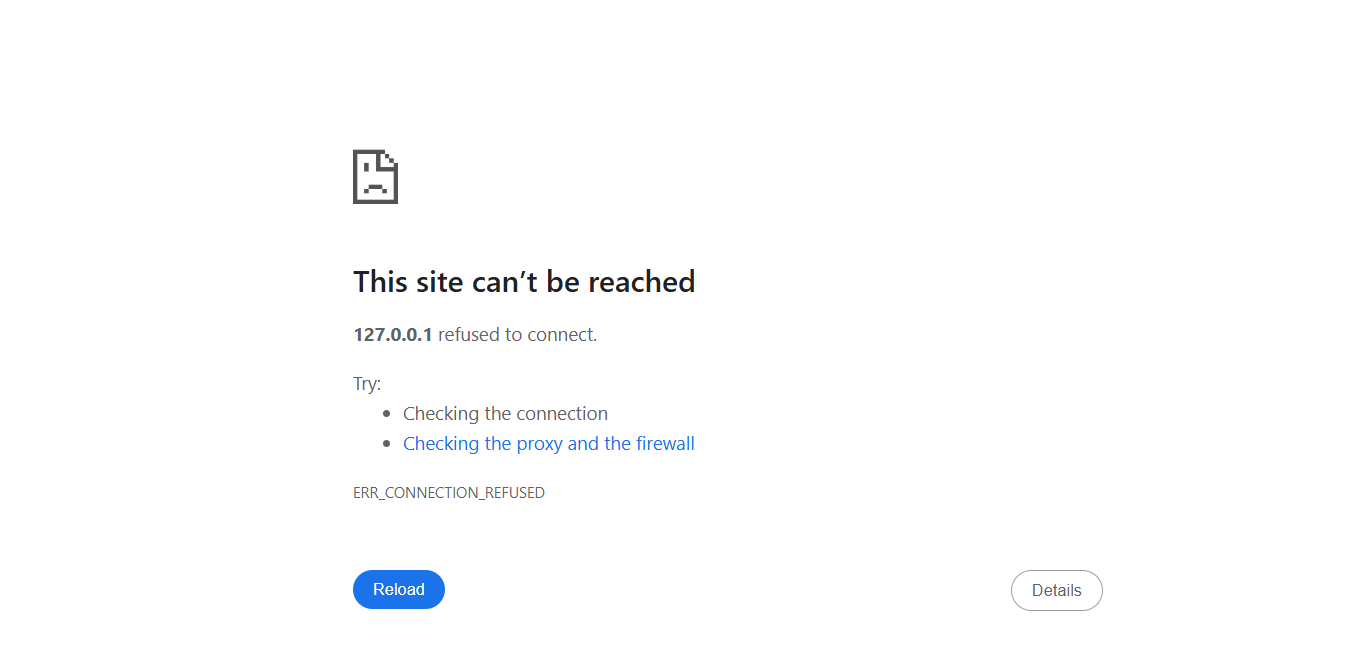 This site can’t be reached
127.0.0.1 refused to connect.
Try:
Checking the connection
Checking the proxy and the firewall
ERR_CONNECTION_REFUSED
Reload
Details